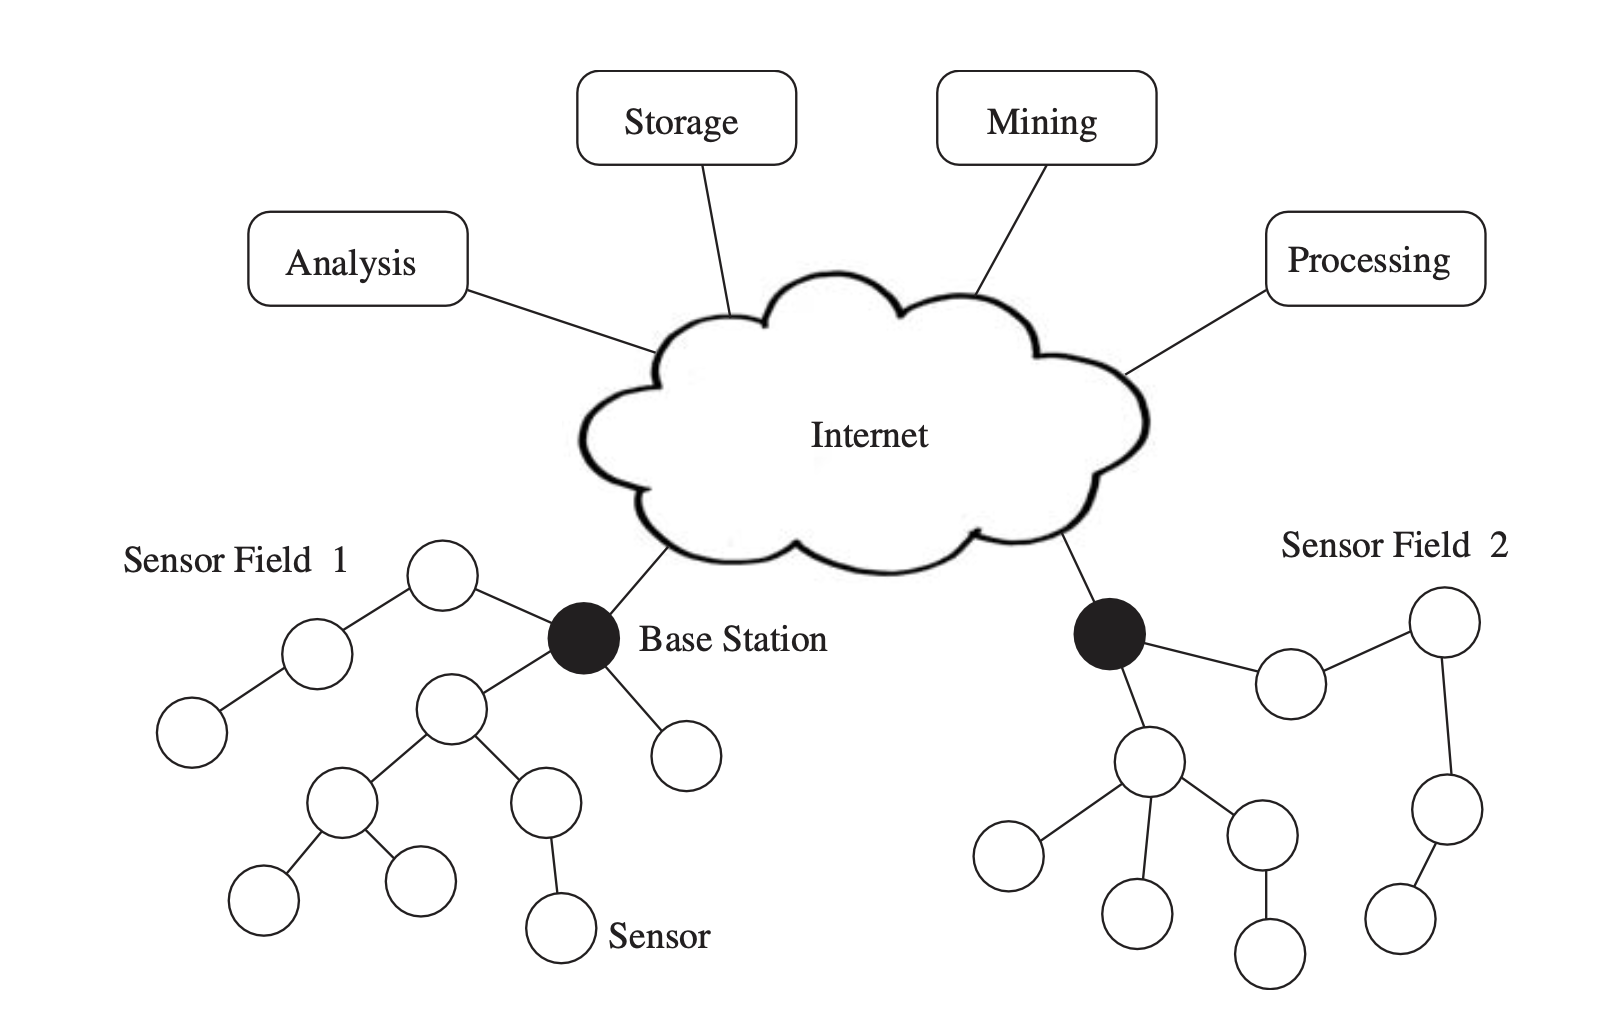 Storage
Mining
Analysis
Processing
Internet
Sensor Field 1
Sensor Field 2
Base Station
Sensor